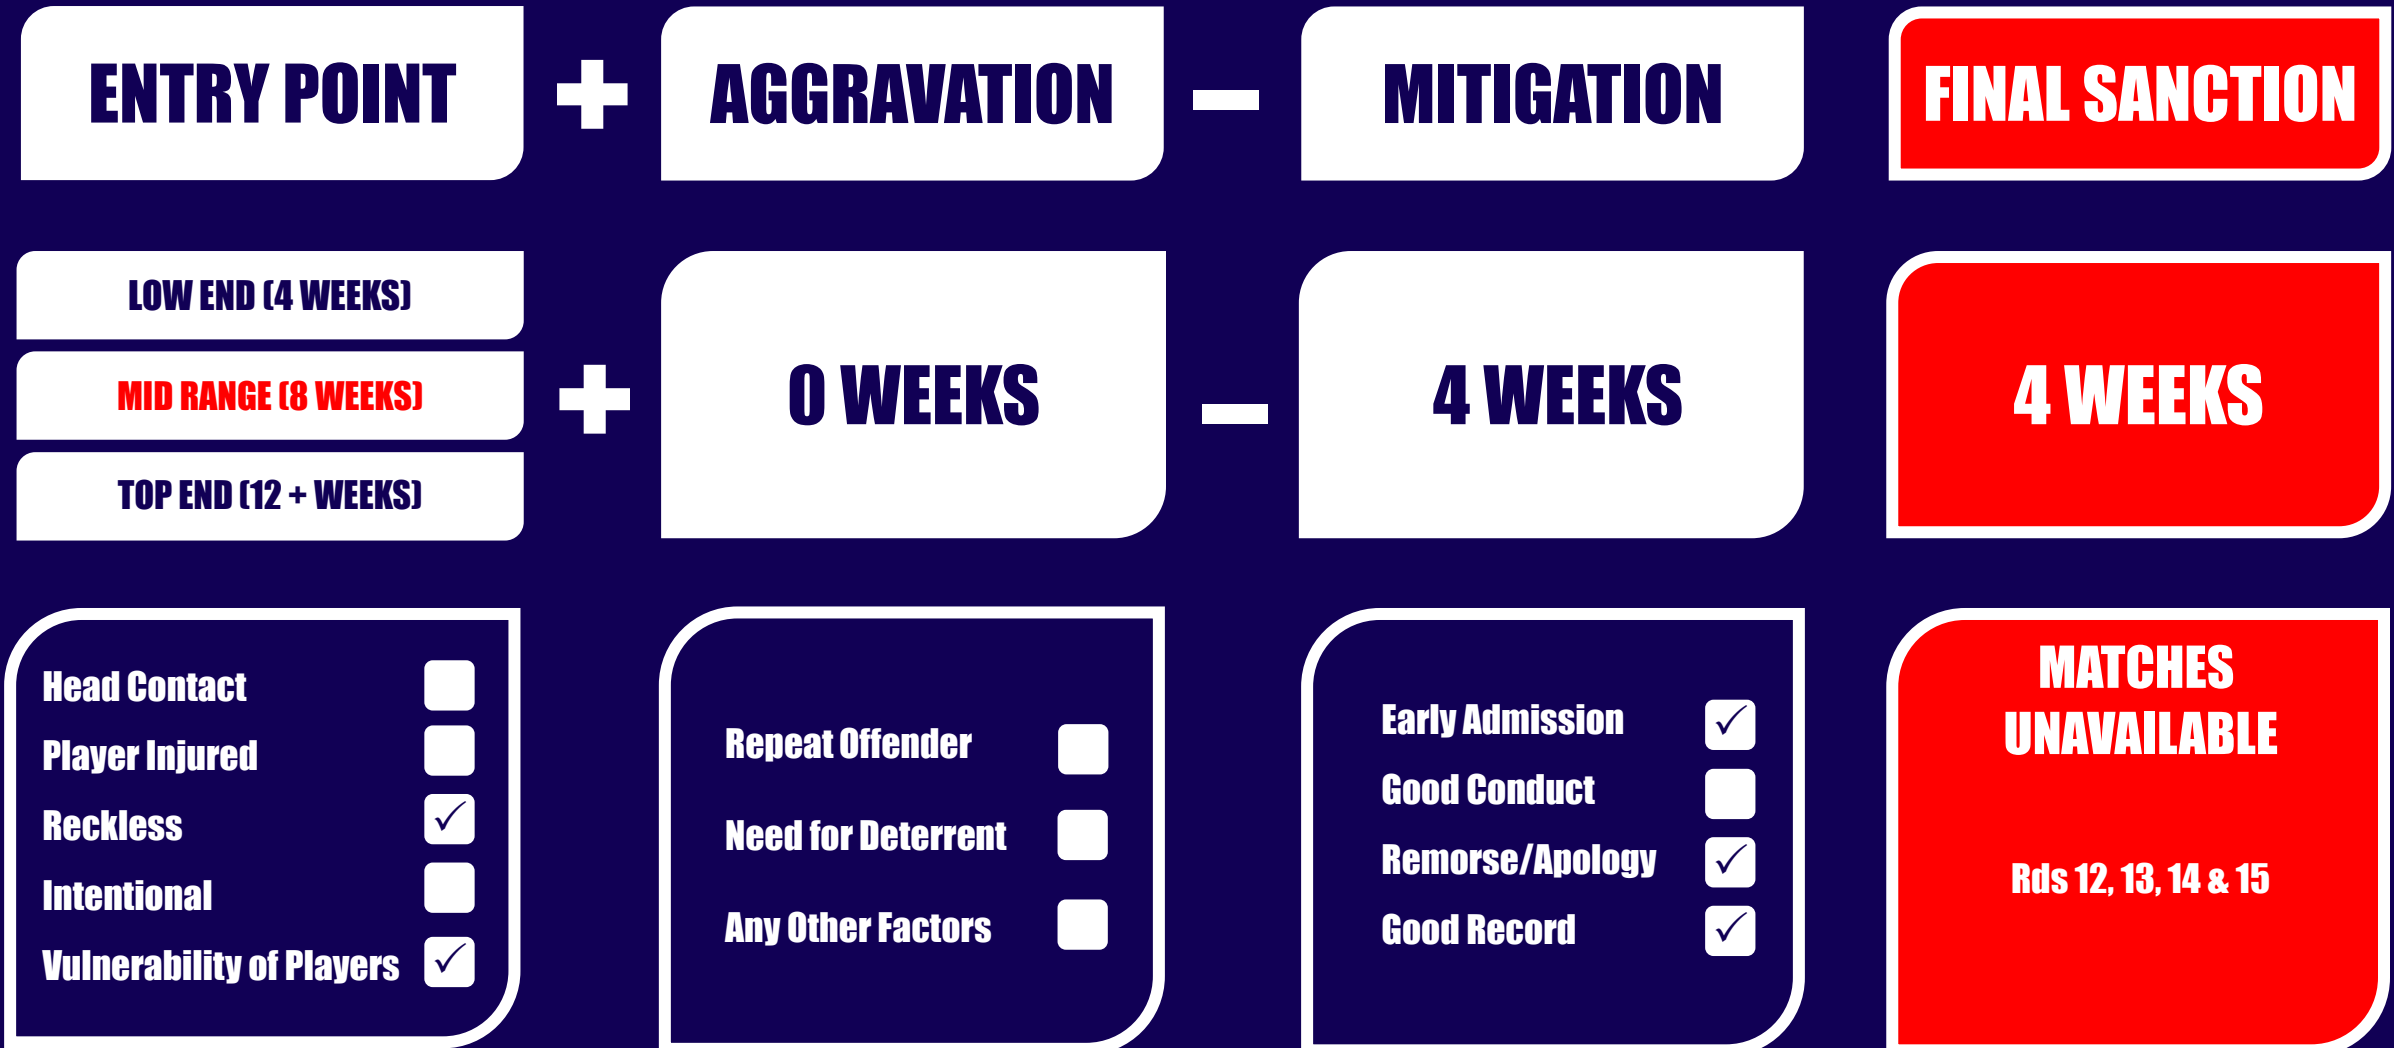 ENTRY POINT + AGGRAVATION - MITIGATION FINAL SANCTION
LOW END (4 WEEKS)
MID RANGE (8 WEEKS)
TOP END (12 + WEEKS)
+
0 WEEKS
-
4 WEEKS
4 WEEKS
Head Contact
Player Injured
Reckless ✓
Intentional
Vulnerability of Players ✓
Repeat Offender
Need for Deterrent
Any Other Factors
Early Admission ✓
Good Conduct
Remorse/Apology ✓
Good Record ✓
MATCHES
UNAVAILABLE
Rds 12, 13, 14 & 15